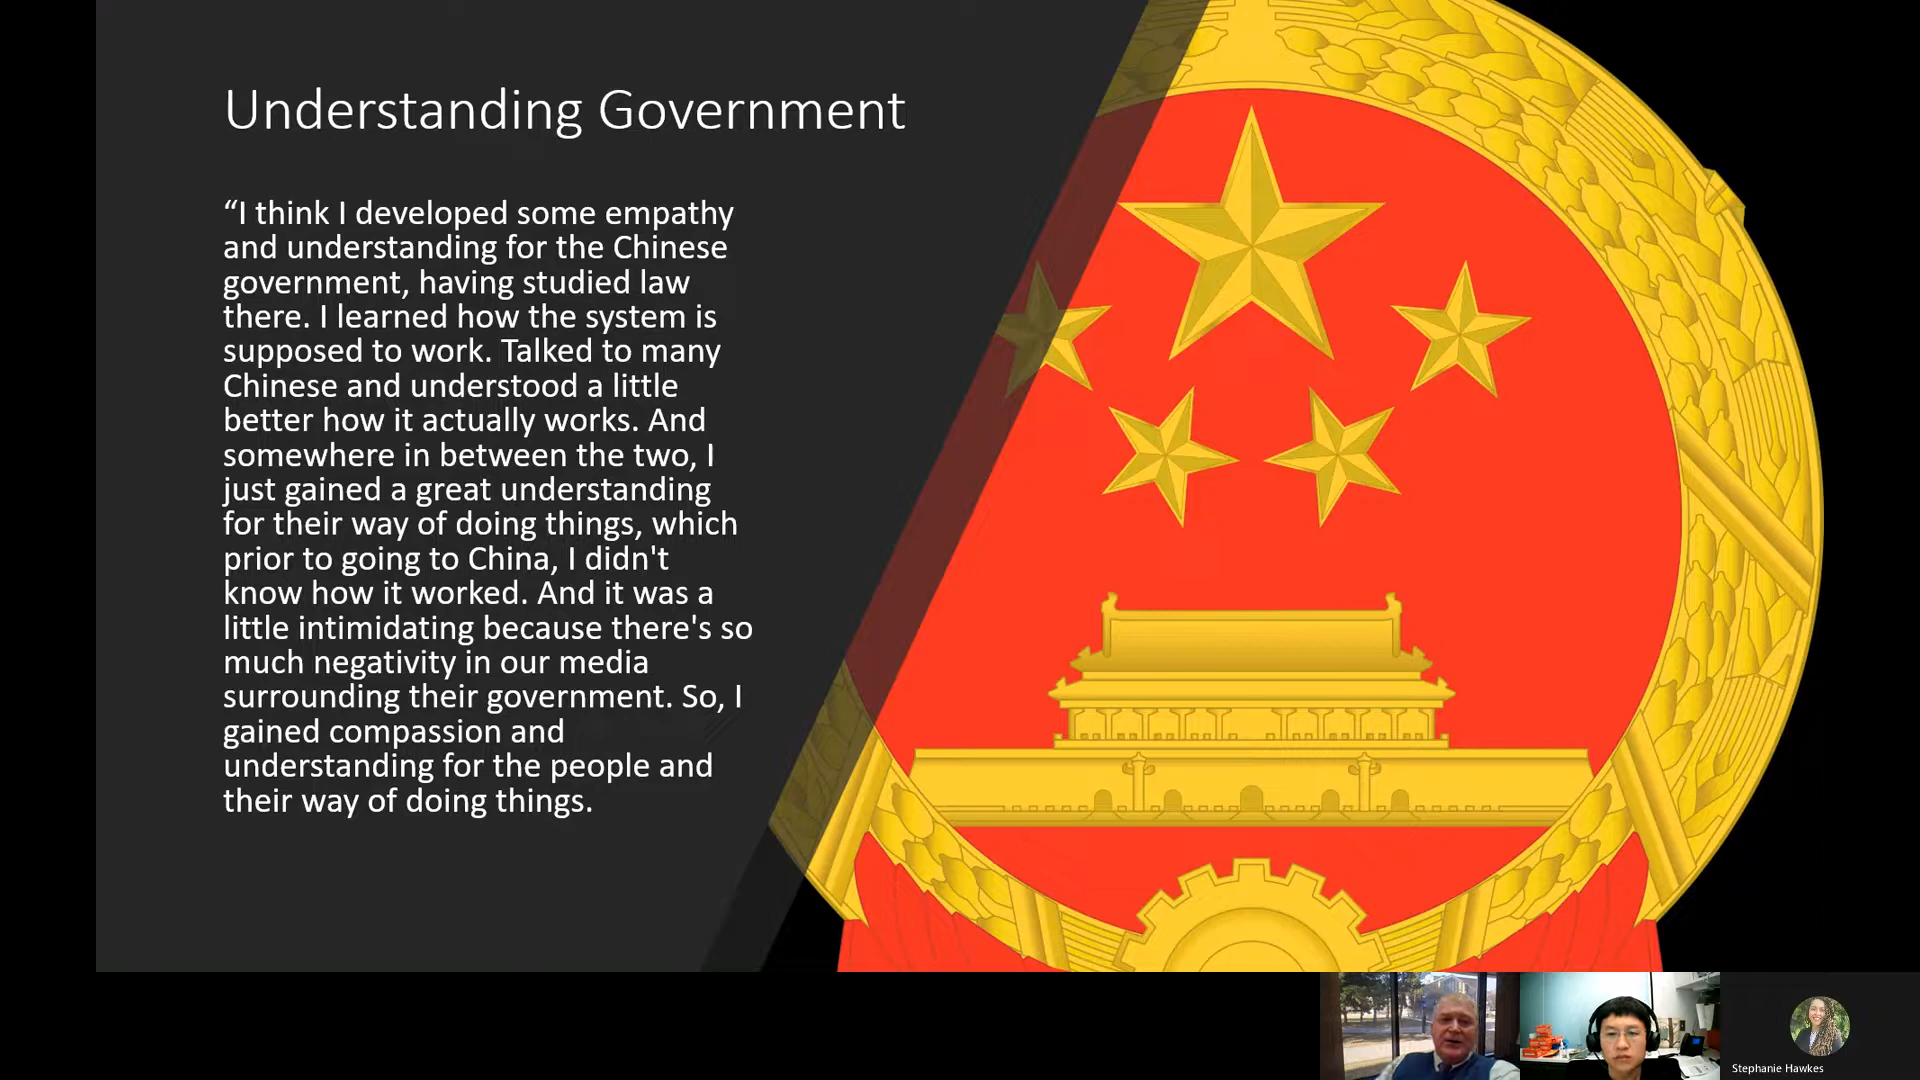 Understanding Government
“I think I developed some empathy
and understanding for the Chinese
government, having studied law
there. I learned how the system is
supposed to work. Talked to many
Chinese and understood a little
better how it actually works. And
somewhere in between the two, I
just gained a great understanding
for their way of doing things, which
prior to going to China, I didn't
know how it worked. And it was a
little intimidating because there's so
much negativity in our media
surrounding their government. So, I
gained compassion and
understanding for the people and
their way of doing things.
Stephanie Hawkes